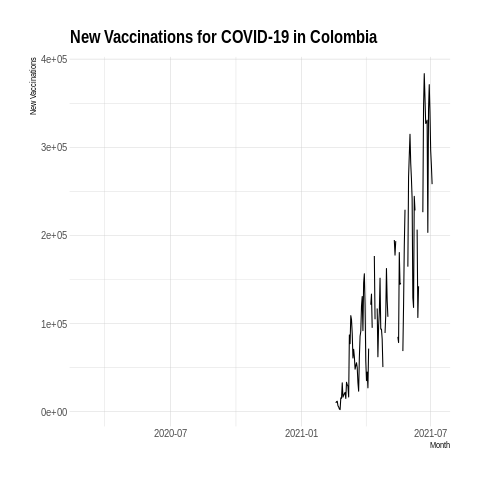 New Vaccinations for COVID-19 in Colombia
New Vaccinations
4e+05
3e+05
2e+05
1e+05
0e+00
2020-07
2021-01
2021-07
Month